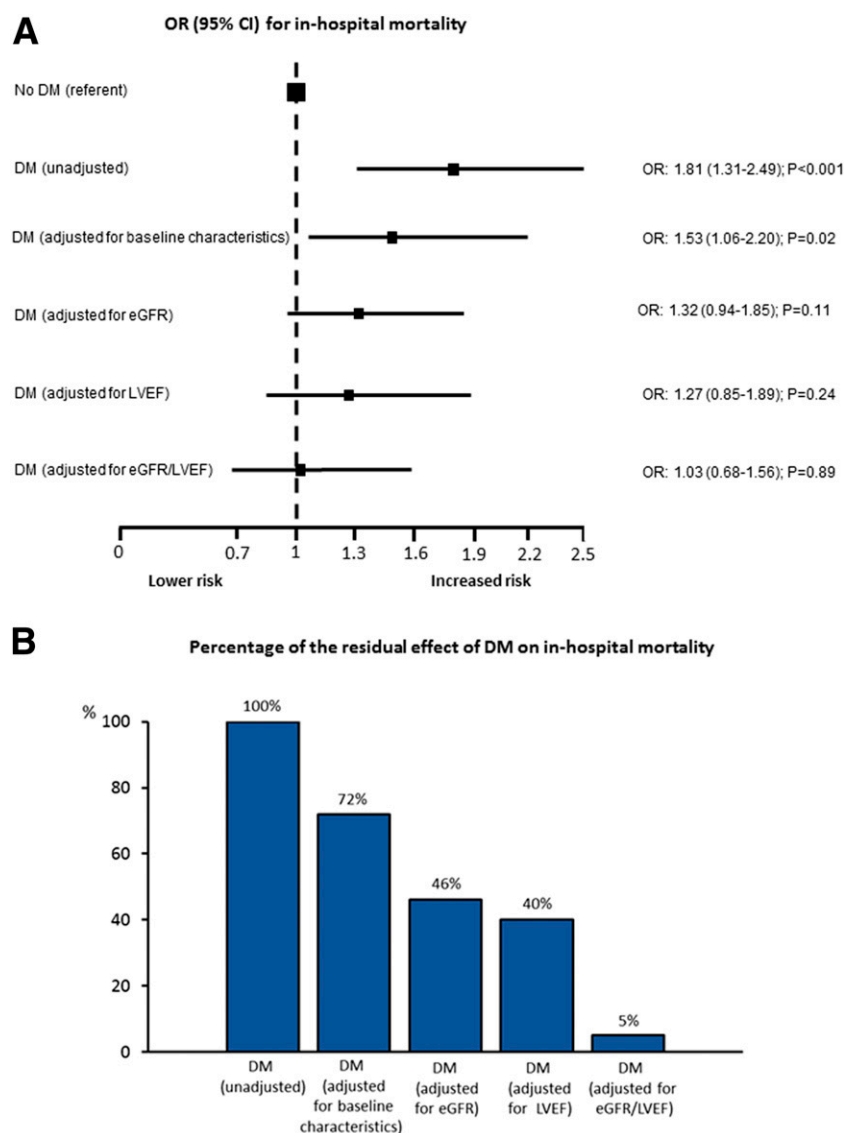 A
OR (95% CI) for in-hospital mortality
No DM (referent)
DM (unadjusted)
OR: 1.81 (1.31-2.49); P<0.001
DM (adjusted for baseline characteristics)
OR: 1.53 (1.06-2.20); P=0.02
DM (adjusted for eGFR)
OR: 1.32 (0.94-1.85); P=0.11
DM (adjusted for LVEF)
OR: 1.27 (0.85-1.89); P=0.24
DM (adjusted for eGFR/LVEF)
OR: 1.03 (0.68-1.56); P=0.89
0 0.7 1 1.3 1.6 1.9 2.2 2.5
Lower risk Increased risk
B
Percentage of the residual effect of DM on in-hospital mortality
%
100
80
60
40
20
0
100%
72%
46%
40%
5%
DM
(unadjusted)
DM
(adjusted
for baseline
characteristics)
DM
(adjusted
for eGFR)
DM
(adjusted
for LVEF)
DM
(adjusted for
eGFR/LVEF)